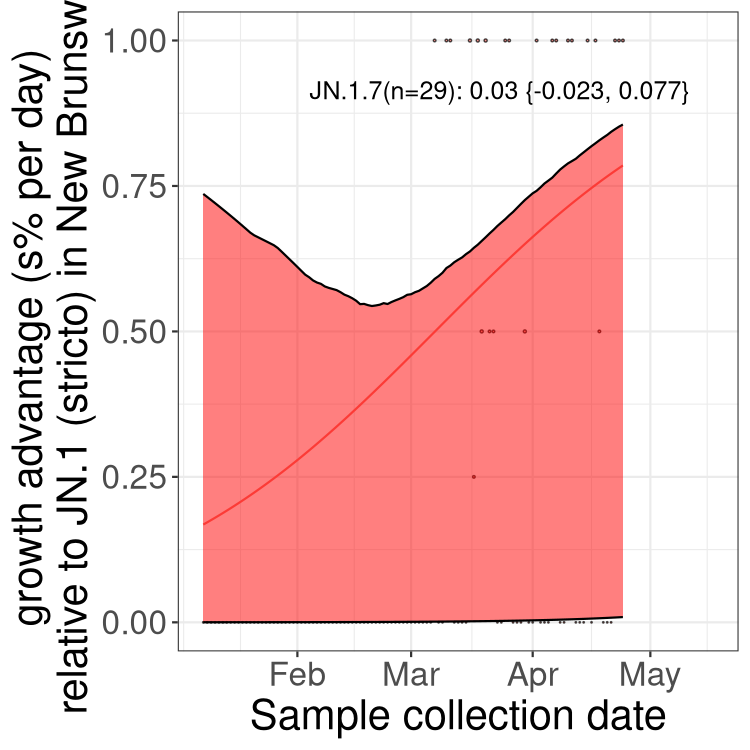 growth advantage (s% per day)
relative to JN.1 (stricto) in New Brunsw
1.00
0.75
0.50
0.25
0.00
JN.1.7(n=29): 0.03 {-0.023, 0.077}
Feb Mar Apr May
Sample collection date